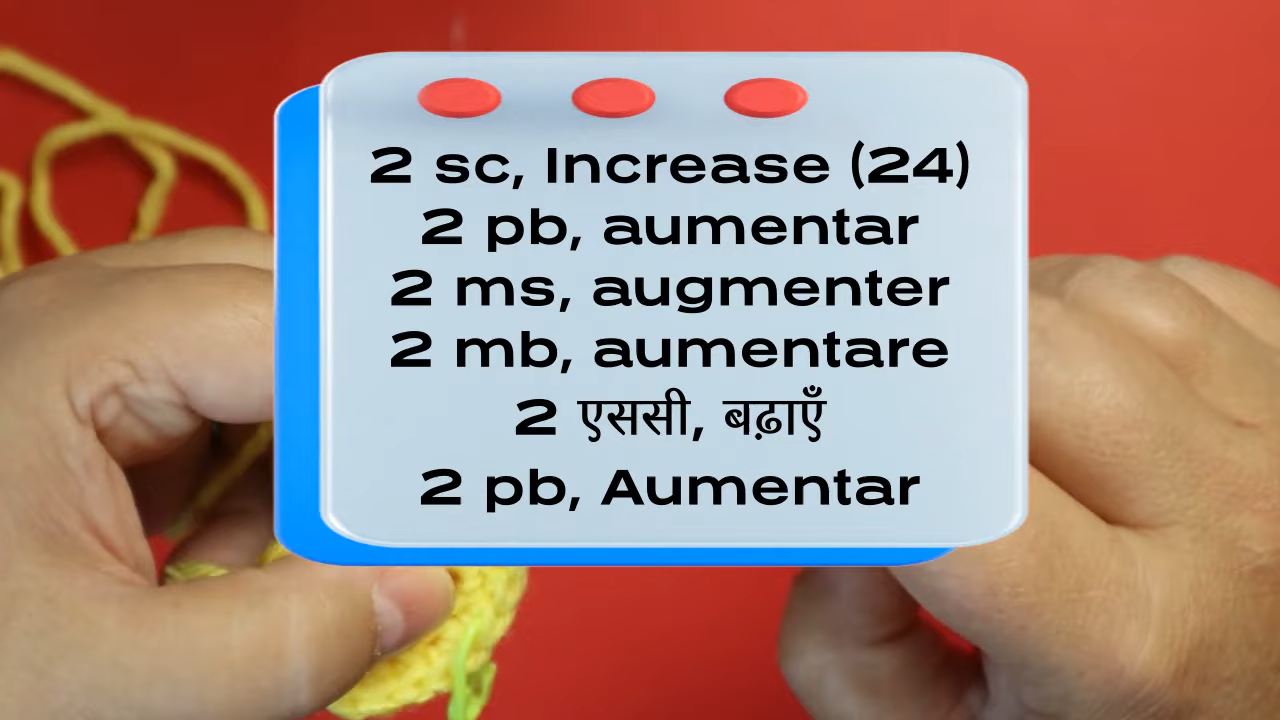 2 sc, Increase (24)
2 pb, aumentar
2 ms, augmenter
2 mb, aumentare
2 एससी, बढ़ाएँ
2 pb, Aumentar